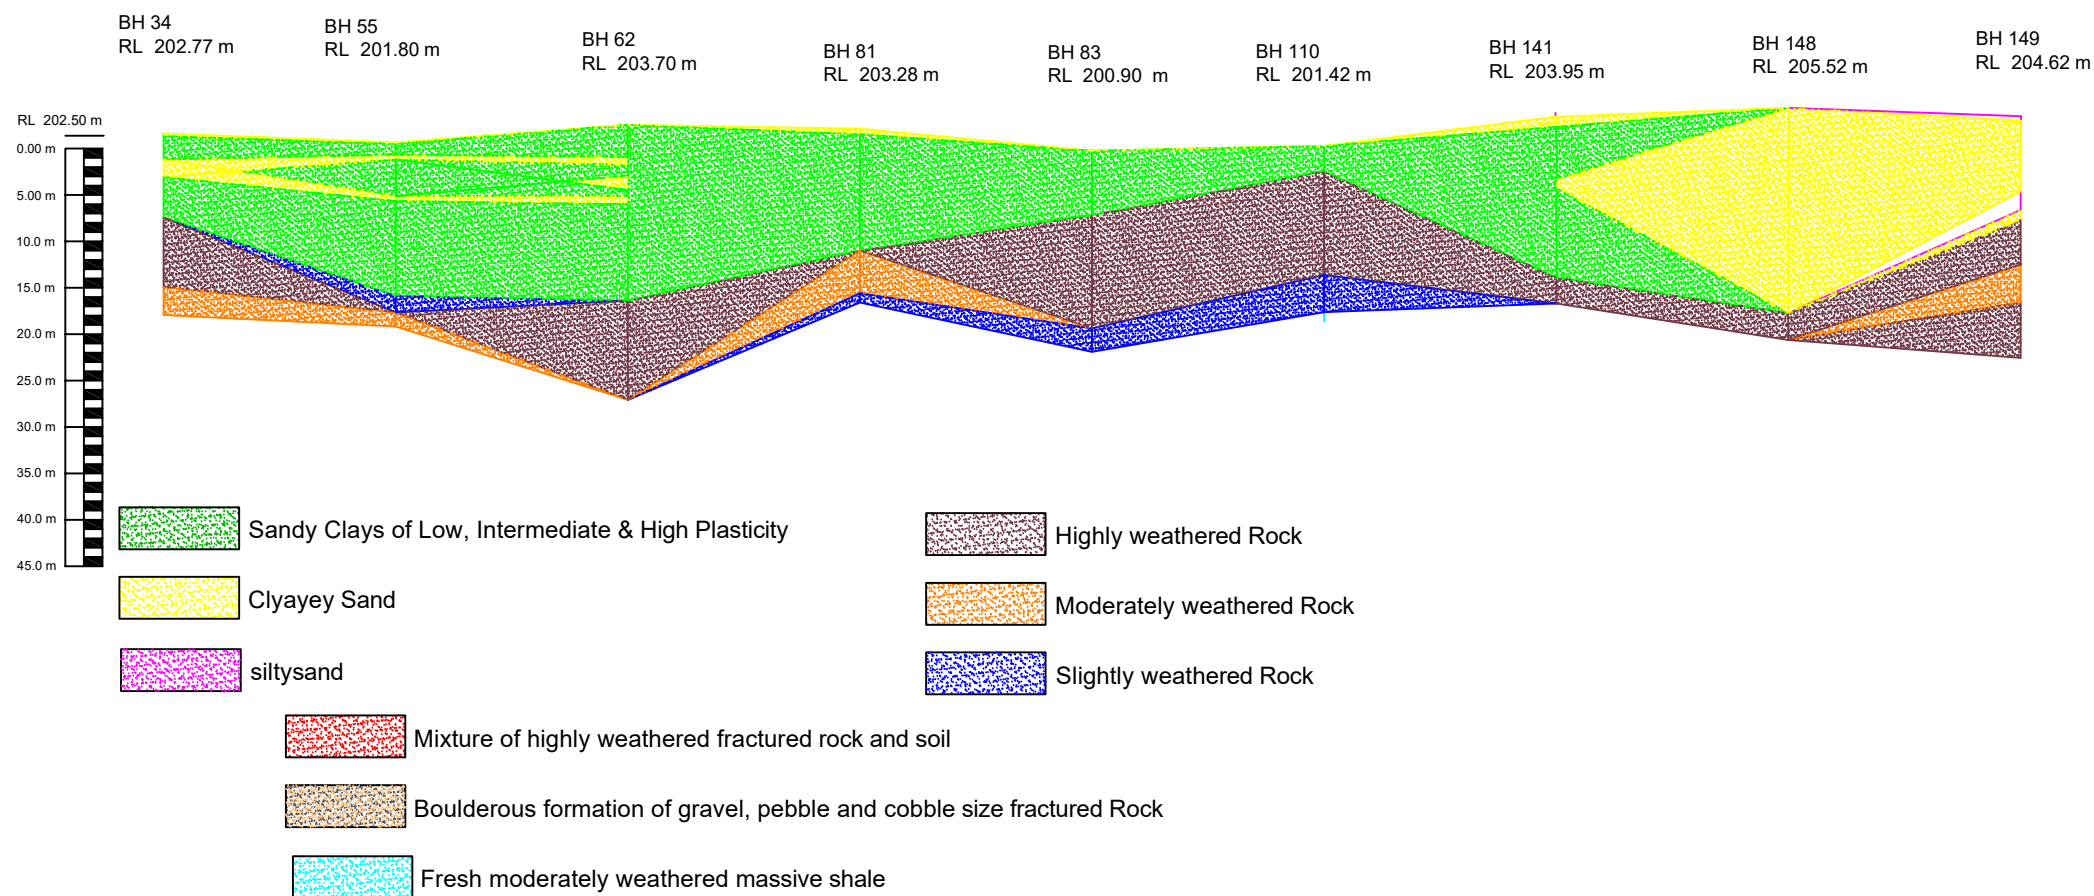 BH 34
RL 202.77 m
BH 55
RL 201.80 m
BH 62
RL 203.70 m
BH 81
RL 203.28 m
BH 83
RL 200.90 m
BH 110
RL 201.42 m
BH 141
RL 203.95 m
BH 148
RL 205.52 m
BH 149
RL 204.62 m
RL 202.50 m
0.00 m
5.00 m
10.0 m
15.0 m
20.0 m
25.0 m
30.0 m
35.0 m
40.0 m
45.0 m
Sandy Clays of Low, Intermediate & High Plasticity
Clyayey Sand
siltysand
Highly weathered Rock
Moderately weathered Rock
Slightly weathered Rock
Mixture of highly weathered fractured rock and soil
Boulderous formation of gravel, pebble and cobble size fractured Rock
Fresh moderately weathered massive shale